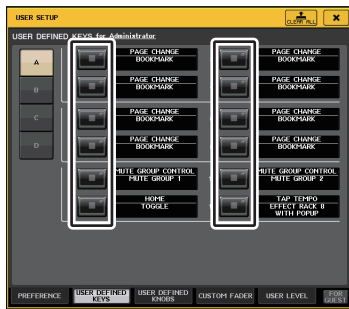 USER SETUP
CLEAR ALL
USER DEFINED KEYS for Administrator
A
PAGE CHANGE
BOOKMARK
PAGE CHANGE
BOOKMARK
B
PAGE CHANGE
BOOKMARK
PAGE CHANGE
BOOKMARK
C
PAGE CHANGE
BOOKMARK
PAGE CHANGE
BOOKMARK
D
PAGE CHANGE
BOOKMARK
PAGE CHANGE
BOOKMARK
MUTE GROUP CONTROL
MUTE GROUP 1
MUTE GROUP CONTROL
MUTE GROUP 2
HOME
TOGGLE
TAP TEMPO
EFFECT RACK 8
WITH POPUP
PREFERENCE
USER DEFINED
KEYS
USER DEFINED
KNOBS
CUSTOM FADER
USER LEVEL
FOR
GUEST